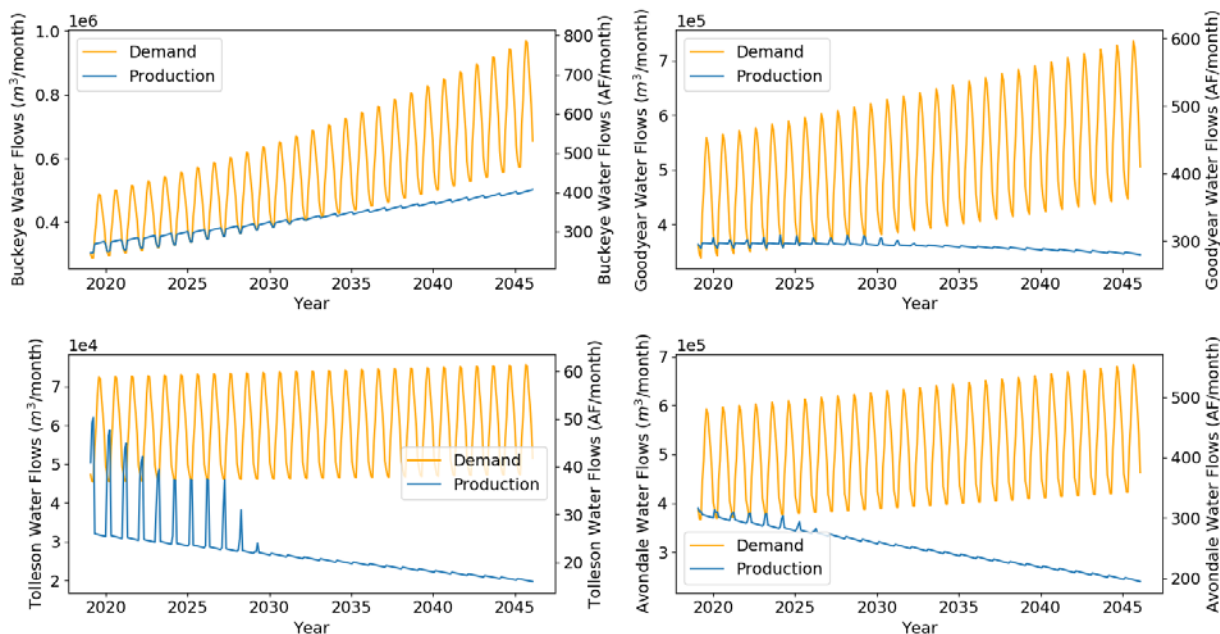 1e6
1.0
0.8
0.6
0.4
800
700
600
500
400
300
Buckeye Water Flows (m³/month)
Buckeye Water Flows (AF/month)
Demand
Production
2020 2025 2030 2035 2040 2045
Year
1e5
7
6
5
4
600
500
400
300
Goodyear Water Flows (m³/month)
Goodyear Water Flows (AF/month)
Demand
Production
2020 2025 2030 2035 2040 2045
Year
1e4
7
6
5
4
3
2
60
50
40
30
20
Tolleson Water Flows (m³/month)
Tolleson Water Flows (AF/month)
Demand
Production
2020 2025 2030 2035 2040 2045
Year
1e5
7
6
5
4
3
500
400
300
200
Avondale Water Flows (m³/month)
Avondale Water Flows (AF/month)
Demand
Production
2020 2025 2030 2035 2040 2045
Year